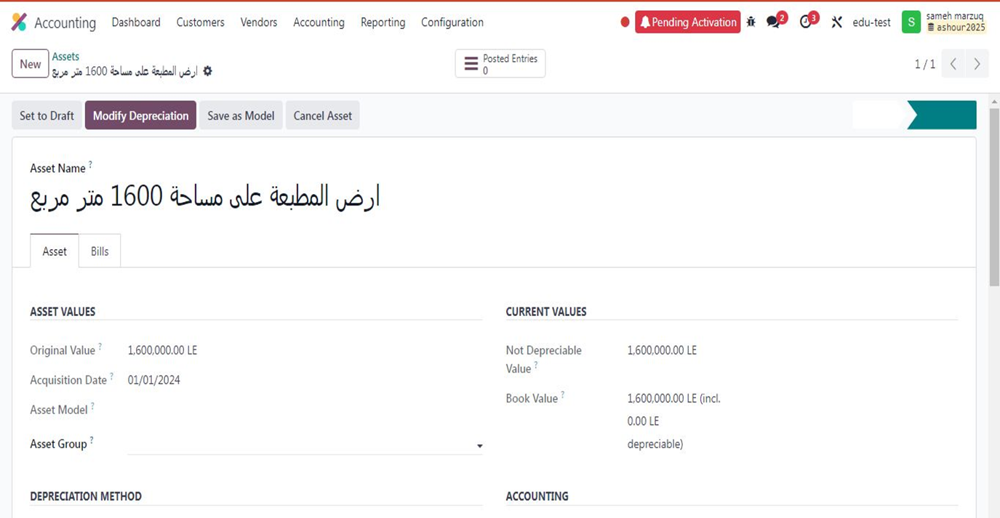 Accounting Dashboard Customers Vendors Accounting Reporting Configuration Pending Activation 2 3 edu-test S sameh marzuq
ashour2025
New Assets
ارض المطبعة على مساحة 1600 متر مربع
Posted Entries
0
1 / 1
Set to Draft Modify Depreciation Save as Model Cancel Asset
Asset Name ?
ارض المطبعة على مساحة 1600 متر مربع
Asset Bills
ASSET VALUES
Original Value ? 1,600,000.00 LE
Acquisition Date ? 01/01/2024
Asset Model ?
Asset Group ?
CURRENT VALUES
Not Depreciable 1,600,000.00 LE
Value ?
Book Value ? 1,600,000.00 LE (incl.
0.00 LE
depreciable)
DEPRECIATION METHOD
ACCOUNTING